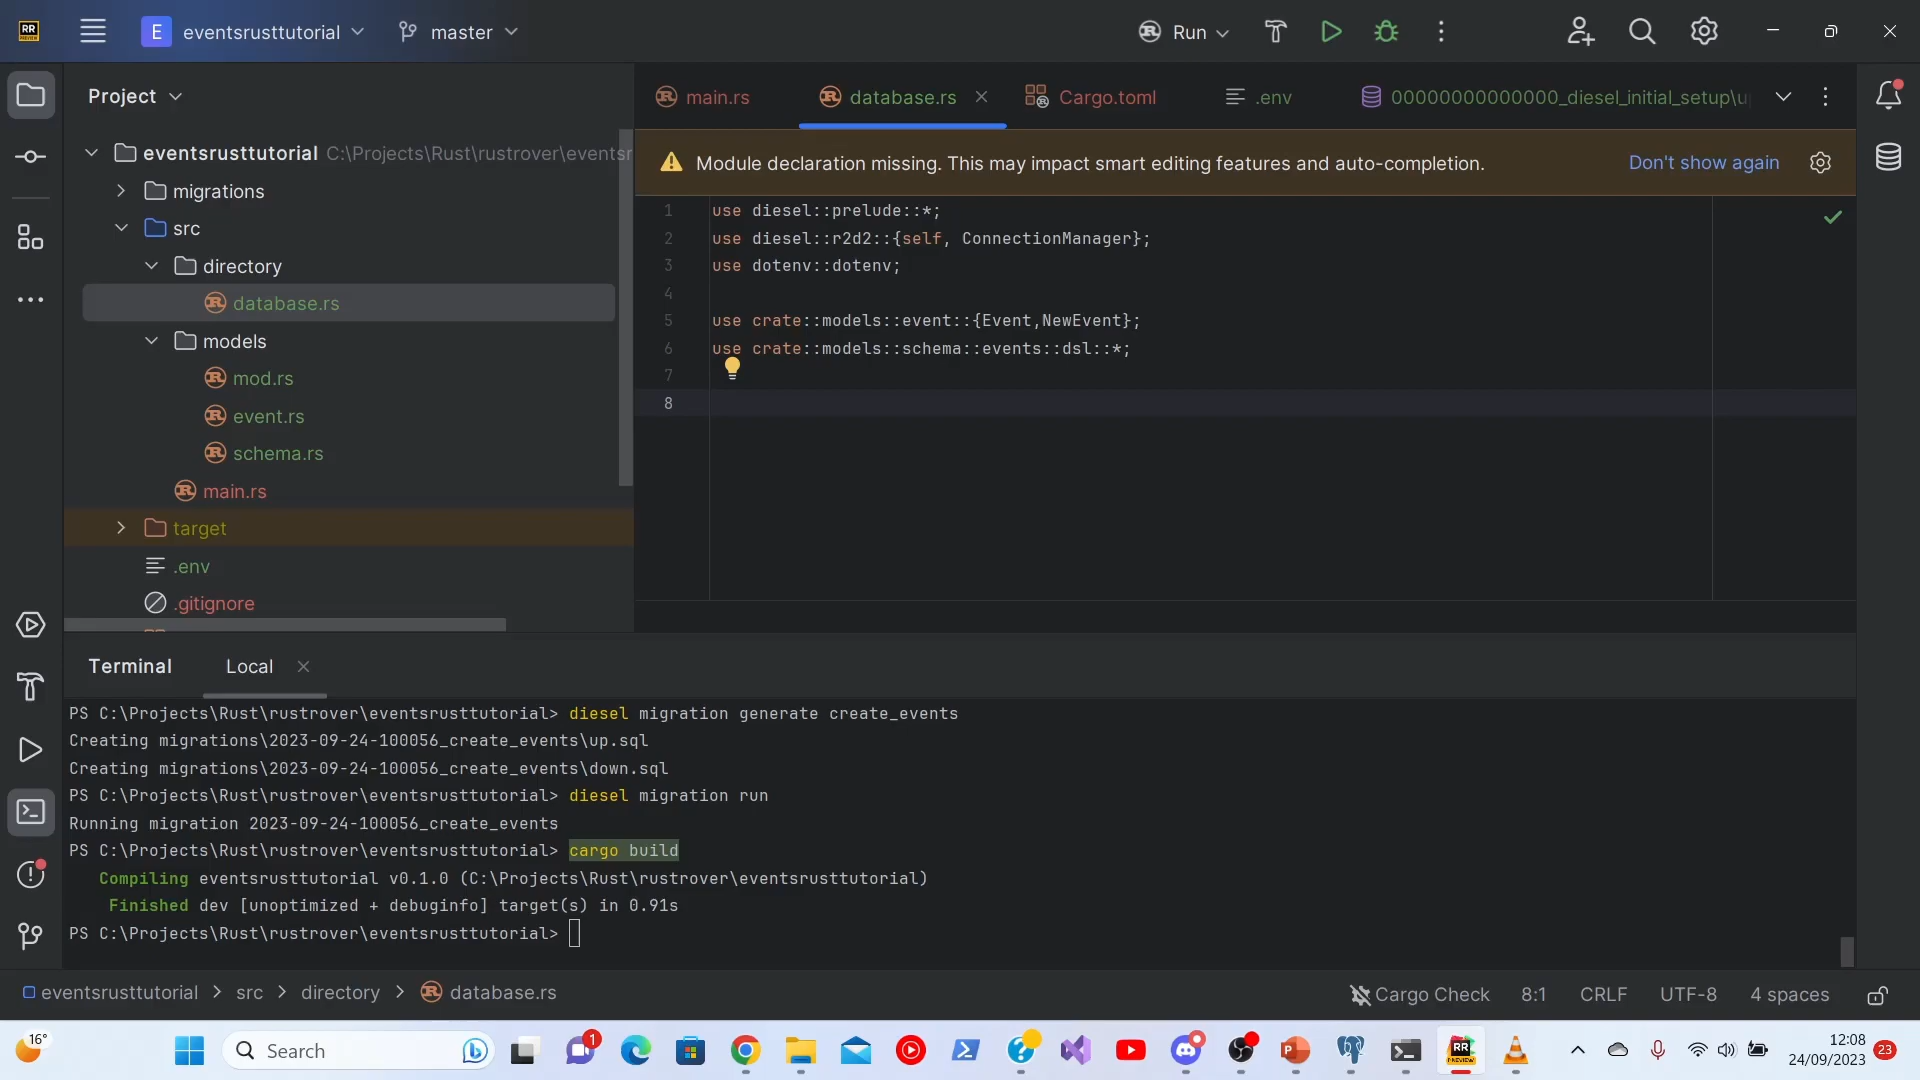 RR
PREVIEW
E
eventsrusttutorial
master
Run
Project
main.rs
database.rs
Cargo.toml
.env
00000000000000_diesel_initial_setup\u
Module declaration missing. This may impact smart editing features and auto-completion.
Don't show again
eventsrusttutorial C:\Projects\Rust\rustrover\eventsr
migrations
src
directory
database.rs
models
mod.rs
event.rs
schema.rs
main.rs
target
.env
.gitignore
1 use diesel::prelude::*;
2 use diesel::r2d2::{self, ConnectionManager};
3 use dotenv::dotenv;
4
5 use crate::models::event::{Event,NewEvent};
6 use crate::models::schema::events::dsl::*;
7
8
Terminal
Local
PS C:\Projects\Rust\rustrover\eventsrusttutorial> diesel migration generate create_events
Creating migrations\2023-09-24-100056_create_events\up.sql
Creating migrations\2023-09-24-100056_create_events\down.sql
PS C:\Projects\Rust\rustrover\eventsrusttutorial> diesel migration run
Running migration 2023-09-24-100056_create_events
PS C:\Projects\Rust\rustrover\eventsrusttutorial> cargo build
Compiling eventsrusttutorial v0.1.0 (C:\Projects\Rust\rustrover\eventsrusttutorial)
Finished dev [unoptimized + debuginfo] target(s) in 0.91s
PS C:\Projects\Rust\rustrover\eventsrusttutorial>
eventsrusttutorial > src > directory > database.rs
Cargo Check
8:1
CRLF
UTF-8
4 spaces
16°
Search
1
RR
PREVIEW
12:08
24/09/2023
23